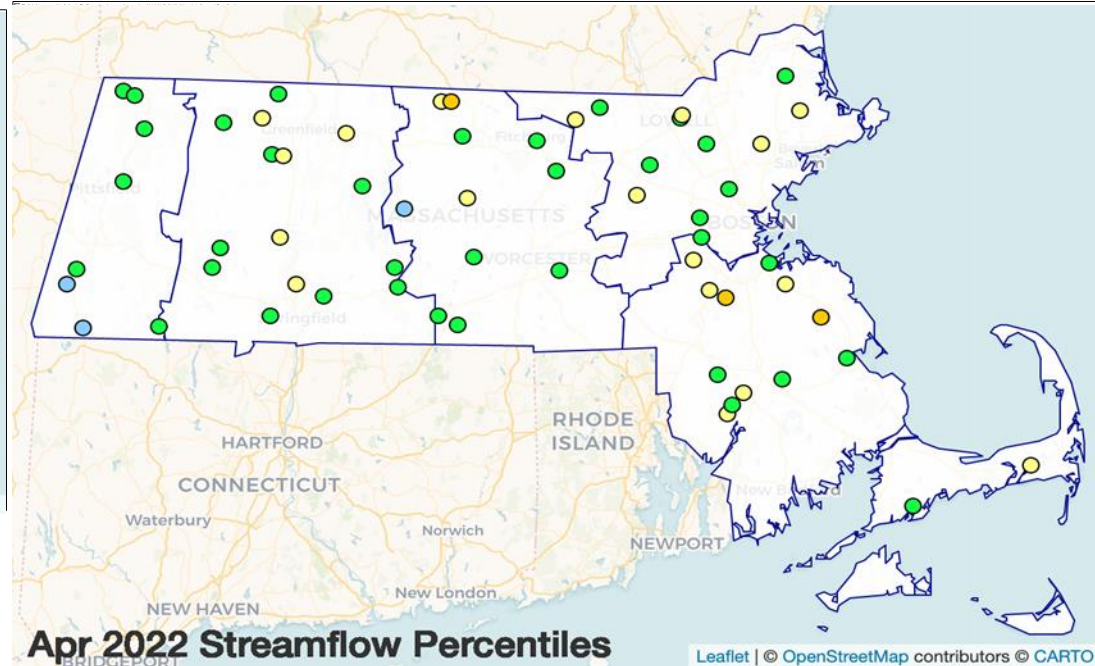 Greenfield
Fitchburg
LOWELL
Salem
Pittsfield
MASSACHUSETTS
BOSTON
WORCESTER
Springfield
RHODE
ISLAND
HARTFORD
CONNECTICUT
New Bedford
Waterbury
Norwich
NEWPORT
New London
NEW HAVEN
Apr 2022 Streamflow Percentiles
BRIDGEPORT
Leaflet | © OpenStreetMap contributors © CARTO